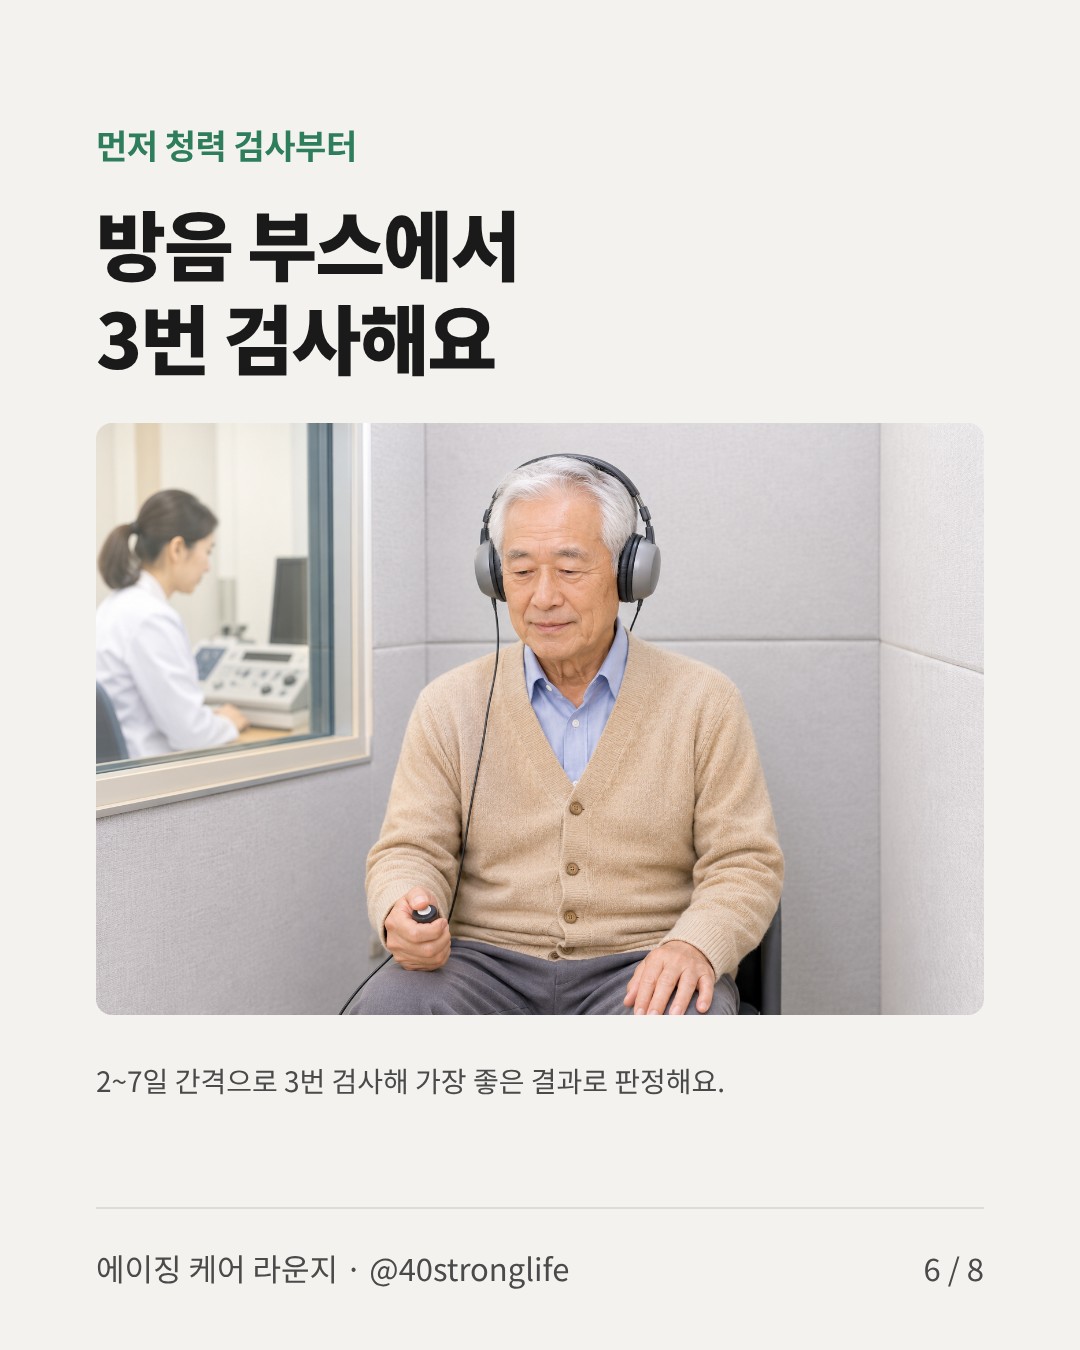 먼저 청력 검사부터
방음 부스에서
3번 검사해요
2~7일 간격으로 3번 검사해 가장 좋은 결과로 판정해요.
에이징 케어 라운지 · @40stronglife
6 / 8